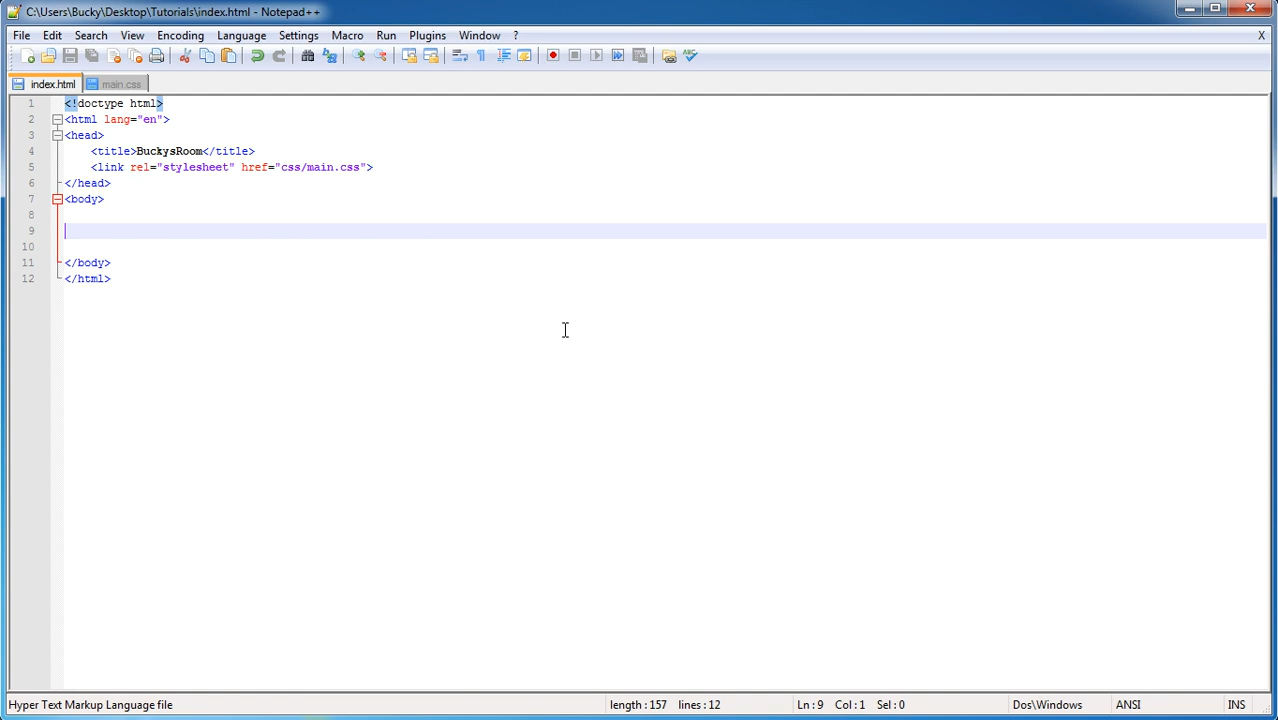 C:\Users\Bucky\Desktop\Tutorials\index.html - Notepad++
File Edit Search View Encoding Language Settings Macro Run Plugins Window ? X
index.html main.css
1 <!doctype html>
2 <html lang="en">
3 <head>
4 <title>BuckysRoom</title>
5 <link rel="stylesheet" href="css/main.css">
6 </head>
7 <body>
8
9
10
11 </body>
12 </html>
Hyper Text Markup Language file length : 157 lines : 12 Ln : 9 Col : 1 Sel : 0 Dos\Windows ANSI INS